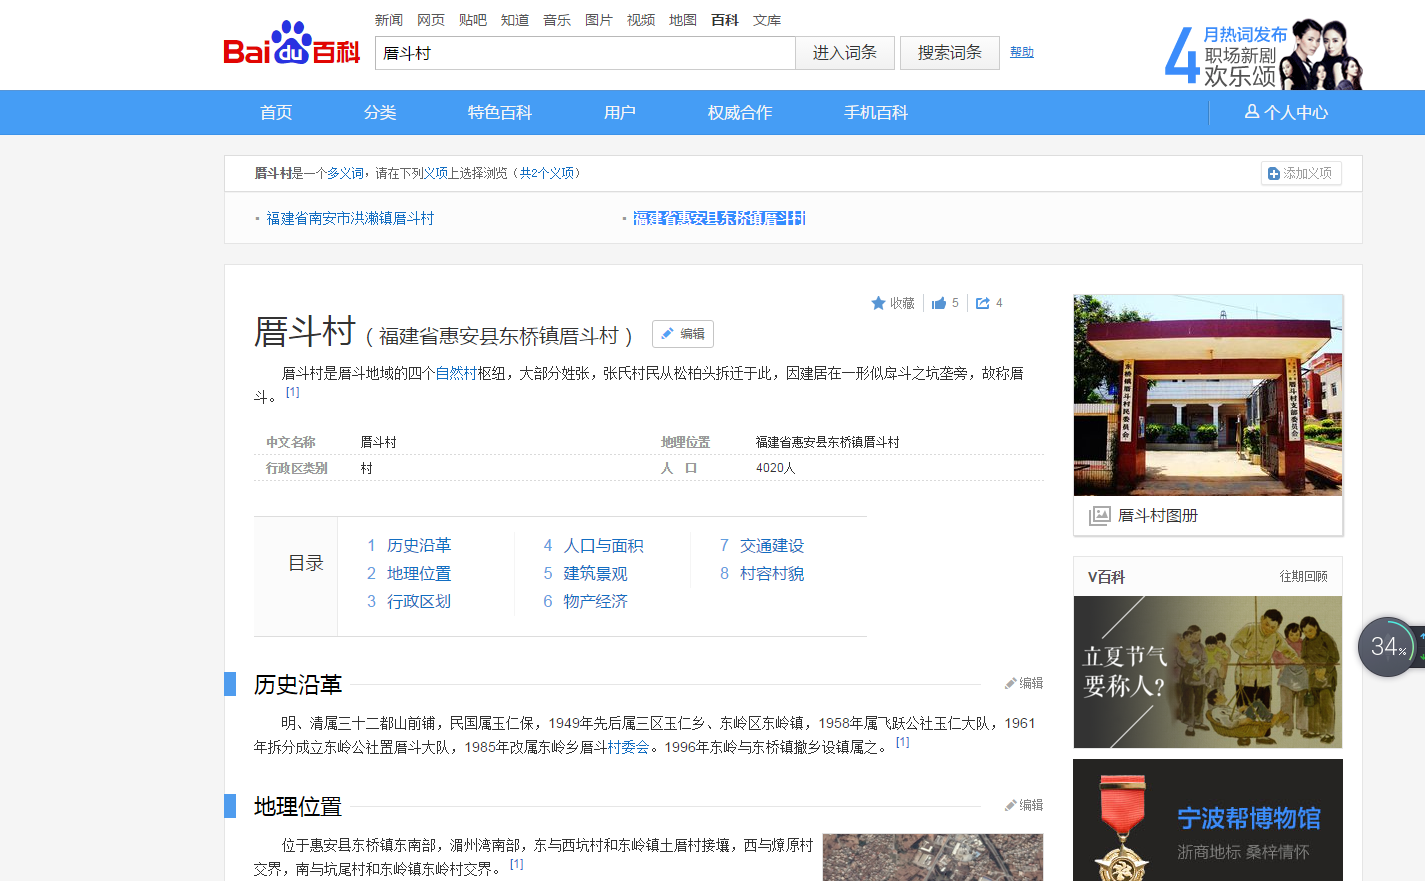 新闻 网页 贴吧 知道 音乐 图片 视频 地图 百科 文库
Bai du 百科
厝斗村
进入词条 搜索词条 帮助
4 月热词发布
职场新剧
欢乐颂
首页 分类 特色百科 用户 权威合作 手机百科 个人中心
厝斗村是一个多义词，请在下列义项上选择浏览（共2个义项） 添加义项
▪ 福建省南安市洪濑镇厝斗村 ▪ 福建省惠安县东桥镇厝斗村
收藏 5 4
厝斗村（福建省惠安县东桥镇厝斗村） 编辑
厝斗村是厝斗地域的四个自然村枢纽，大部分姓张，张氏村民从松柏头拆迁于此，因建居在一形似戽斗之坑垄旁，故称厝
斗。 [1]
中文名称 厝斗村 地理位置 福建省惠安县东桥镇厝斗村
行政区类别 村 人 口 4020人
东桥镇厝斗村民委员会
厝斗村支部委员会
厝斗村图册
目录
1 历史沿革 4 人口与面积 7 交通建设
2 地理位置 5 建筑景观 8 村容村貌
3 行政区划 6 物产经济
V百科 往期回顾
立夏节气
要称人?
34%
历史沿革 编辑
明、清属三十二都山前铺，民国属玉仁保，1949年先后属三区玉仁乡、东岭区东岭镇，1958年属飞跃公社玉仁大队，1961
年拆分成立东岭公社置厝斗大队，1985年改属东岭乡厝斗村委会。1996年东岭与东桥镇撤乡设镇属之。 [1]
地理位置 编辑
位于惠安县东桥镇东南部，湄州湾南部，东与西坑村和东岭镇土厝村接壤，西与燎原村
交界，南与坑尾村和东岭镇东岭村交界。 [1]
宁波帮博物馆
浙商地标 桑梓情怀